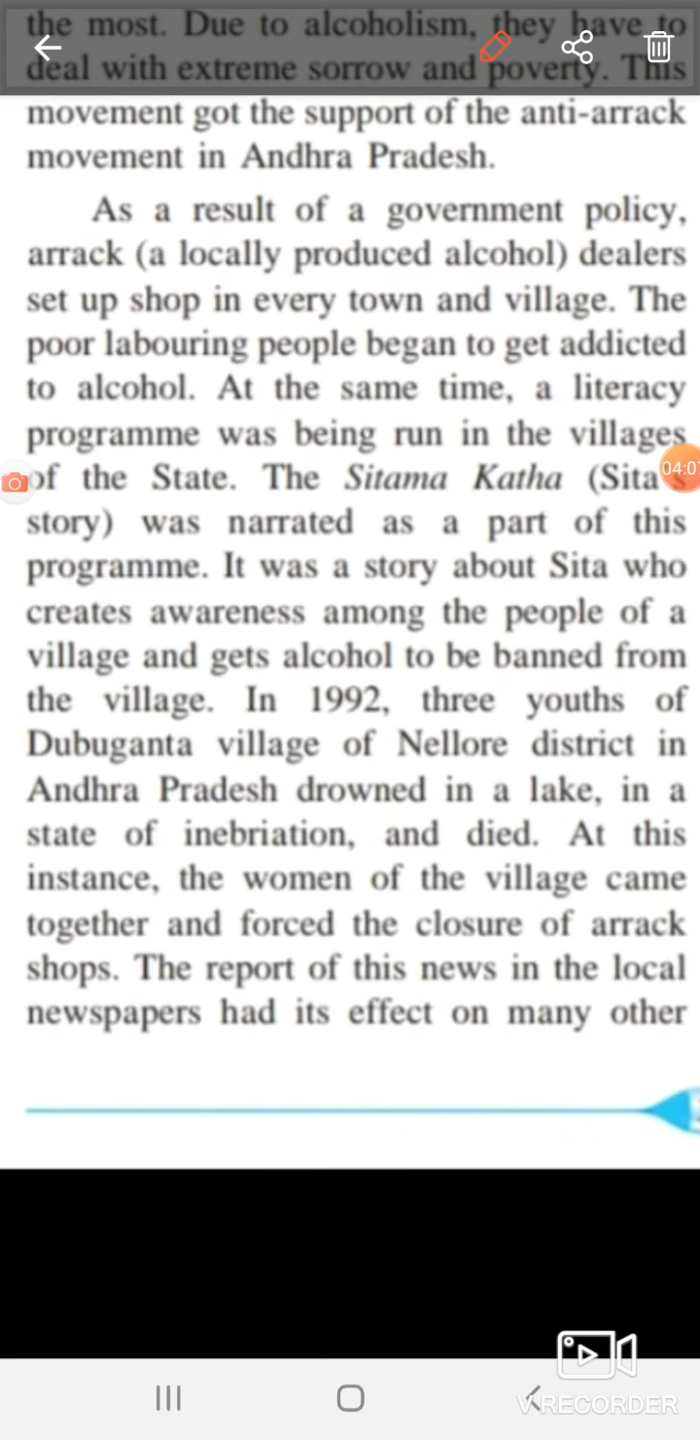 the most. Due to alcoholism, they have to
deal with extreme sorrow and poverty. This
movement got the support of the anti-arrack
movement in Andhra Pradesh.
As a result of a government policy,
arrack (a locally produced alcohol) dealers
set up shop in every town and village. The
poor labouring people began to get addicted
to alcohol. At the same time, a literacy
programme was being run in the villages
of the State. The Sitama Katha (Sita's
story) was narrated as a part of this
programme. It was a story about Sita who
creates awareness among the people of a
village and gets alcohol to be banned from
the village. In 1992, three youths of
Dubuganta village of Nellore district in
Andhra Pradesh drowned in a lake, in a
state of inebriation, and died. At this
instance, the women of the village came
together and forced the closure of arrack
shops. The report of this news in the local
newspapers had its effect on many other
V RECORDER